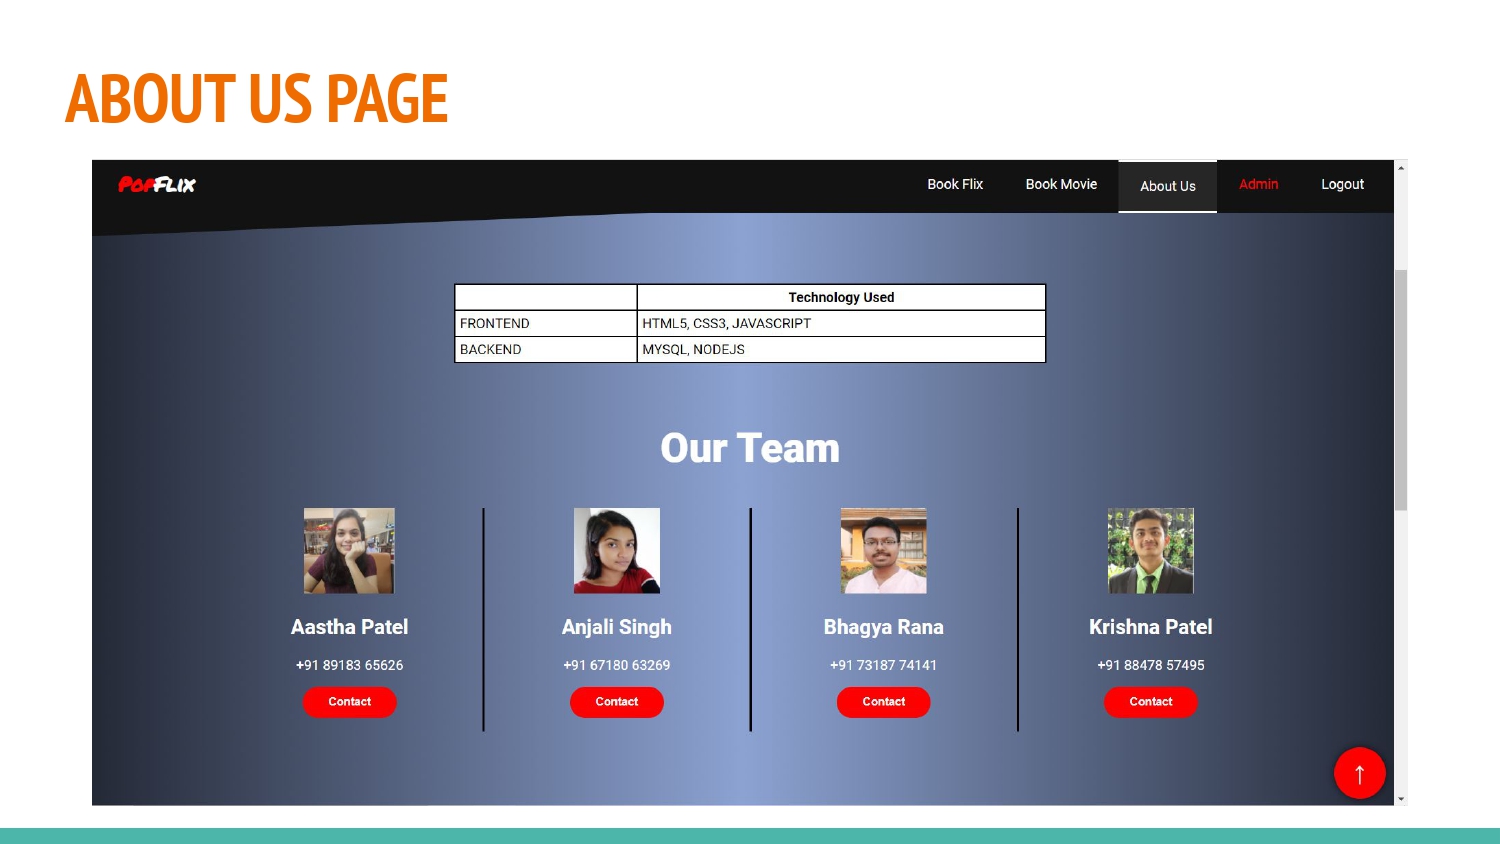 ABOUT US PAGE
POPFLIX
Book Flix
Book Movie
About Us
Admin
Logout
Technology Used
FRONTEND HTML5, CSS3, JAVASCRIPT
BACKEND MYSQL, NODEJS
Our Team
Aastha Patel
Anjali Singh
Bhagya Rana
Krishna Patel
+91 89183 65626
+91 67180 63269
+91 73187 74141
+91 88478 57495
Contact
Contact
Contact
Contact